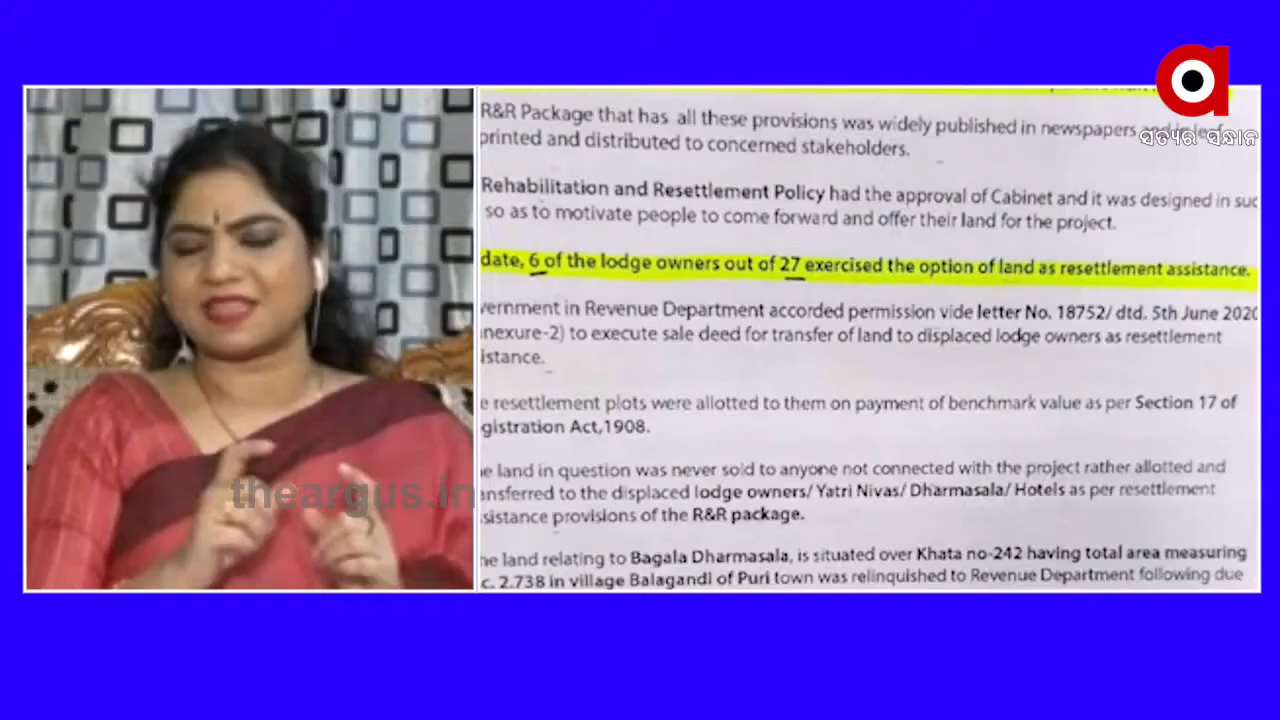 ସତ୍ୟର ସନ୍ଧାନ
theargus.in
R&R Package that has all these provisions was widely published in newspapers and
printed and distributed to concerned stakeholders.
Rehabilitation and Resettlement Policy had the approval of Cabinet and it was designed in suc
so as to motivate people to come forward and offer their land for the project.
date, 6 of the lodge owners out of 27 exercised the option of land as resettlement assistance.
vernment in Revenue Department accorded permission vide letter No. 18752/ dtd. 5th June 2020
nexure-2) to execute sale deed for transfer of land to displaced lodge owners as resettlement
istance.
e resettlement plots were allotted to them on payment of benchmark value as per Section 17 of
gistration Act,1908.
he land in question was never sold to anyone not connected with the project rather allotted and
ansferred to the displaced lodge owners/ Yatri Nivas/ Dharmasala/ Hotels as per resettlement
sistance provisions of the R&R package.
he land relating to Bagala Dharmasala, is situated over Khata no-242 having total area measuring
c. 2.738 in village Balagandi of Puri town was relinquished to Revenue Department following due